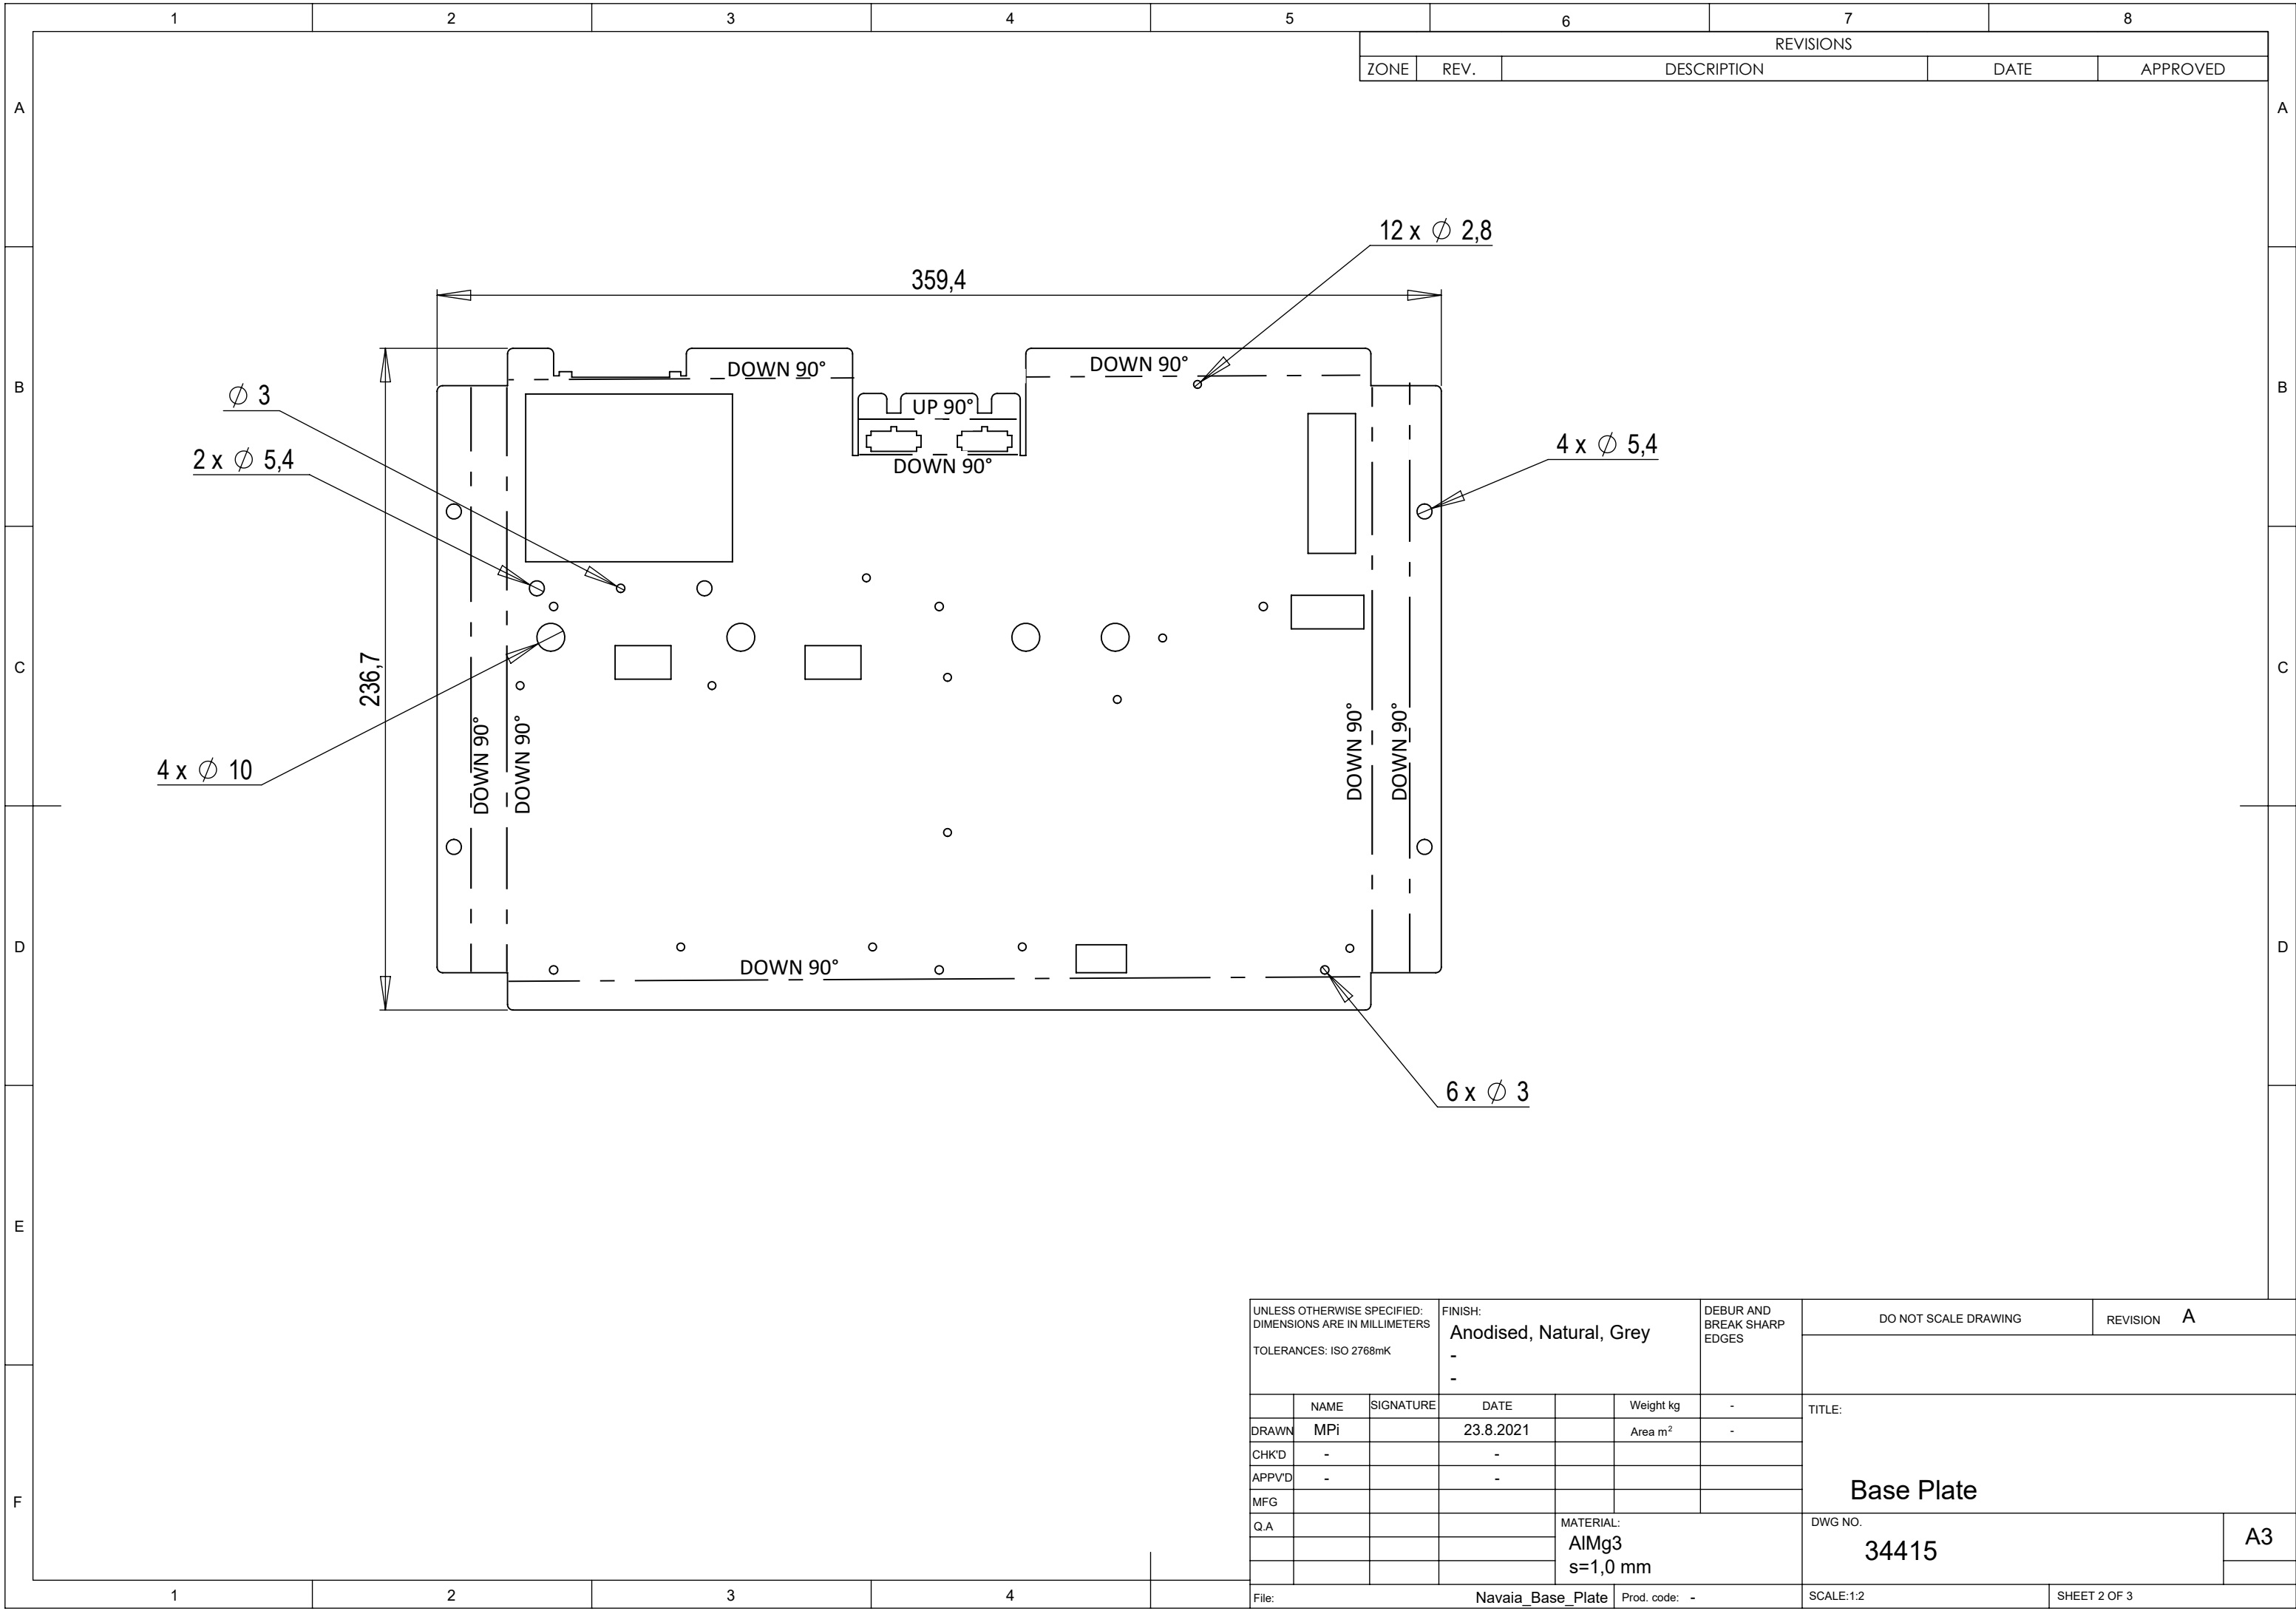 1 2 3 4 5 6 7 8
REVISIONS
ZONE REV. DESCRIPTION DATE APPROVED
A A
12 x ∅ 2,8
359,4
DOWN 90°
DOWN 90°
B B
∅ 3
UP 90°
4 x ∅ 5,4
2 x ∅ 5,4
DOWN 90°
C C
236,7
DOWN 90°
DOWN 90°
DOWN 90°
DOWN 90°
4 x ∅ 10
D D
DOWN 90°
6 x ∅ 3
E
UNLESS OTHERWISE SPECIFIED:
DIMENSIONS ARE IN MILLIMETERS
TOLERANCES: ISO 2768mK
FINISH:
Anodised, Natural, Grey
-
-
DEBUR AND
BREAK SHARP
EDGES
DO NOT SCALE DRAWING
REVISION A
NAME SIGNATURE DATE Weight kg -
DRAWN MPi 23.8.2021 Area m² -
CHK'D - -
APPV'D - -
MFG
Q.A
TITLE:
Base Plate
F
MATERIAL:
AlMg3
s=1,0 mm
DWG NO.
34415
A3
1 2 3 4
File: Navaia_Base_Plate Prod. code: -
SCALE:1:2
SHEET 2 OF 3